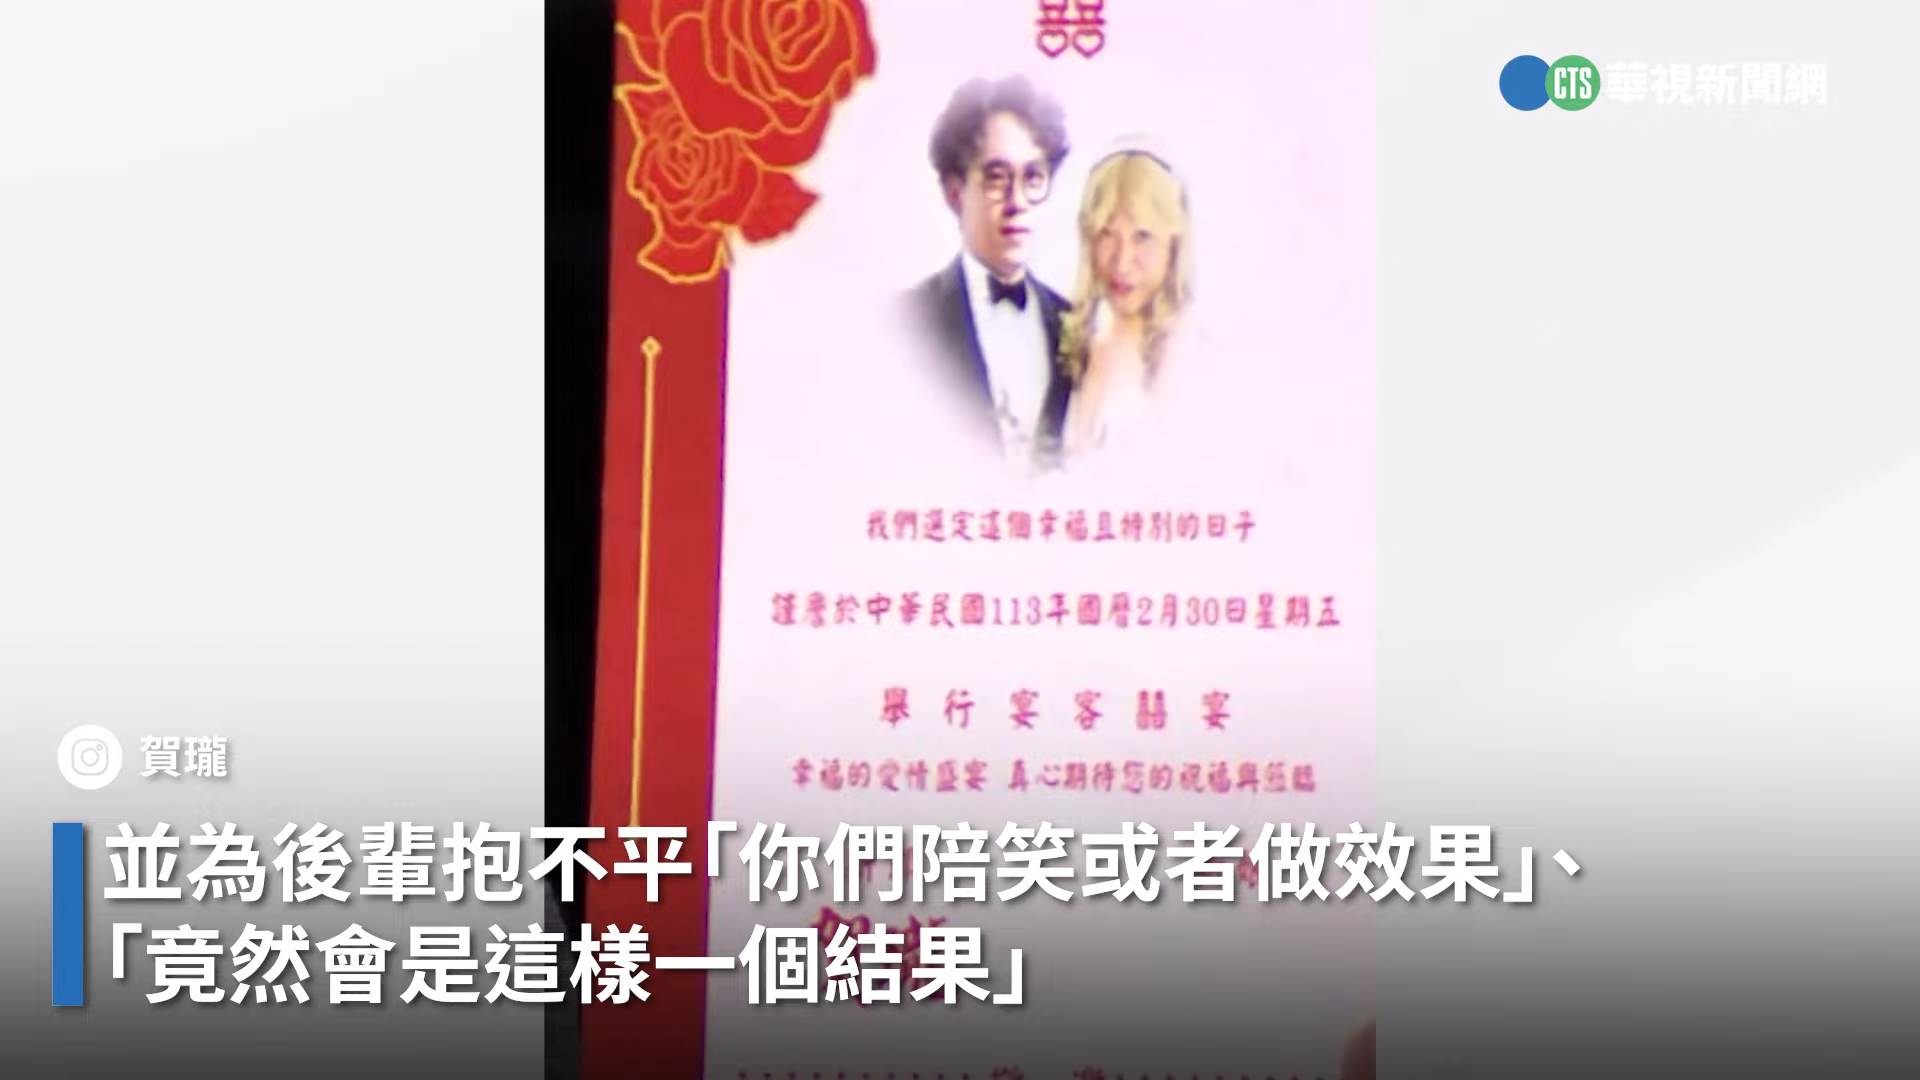 囍
CTS 華視新聞網
我們選定這個幸福且特別的日子
謹詹於中華民國113年國曆2月30日星期五
舉行宴客囍宴
幸福的愛情盛宴 真心期待您的祝福與蒞臨
賀瓏
並為後輩抱不平「你們陪笑或者做效果」、
「竟然會是這樣一個結果」